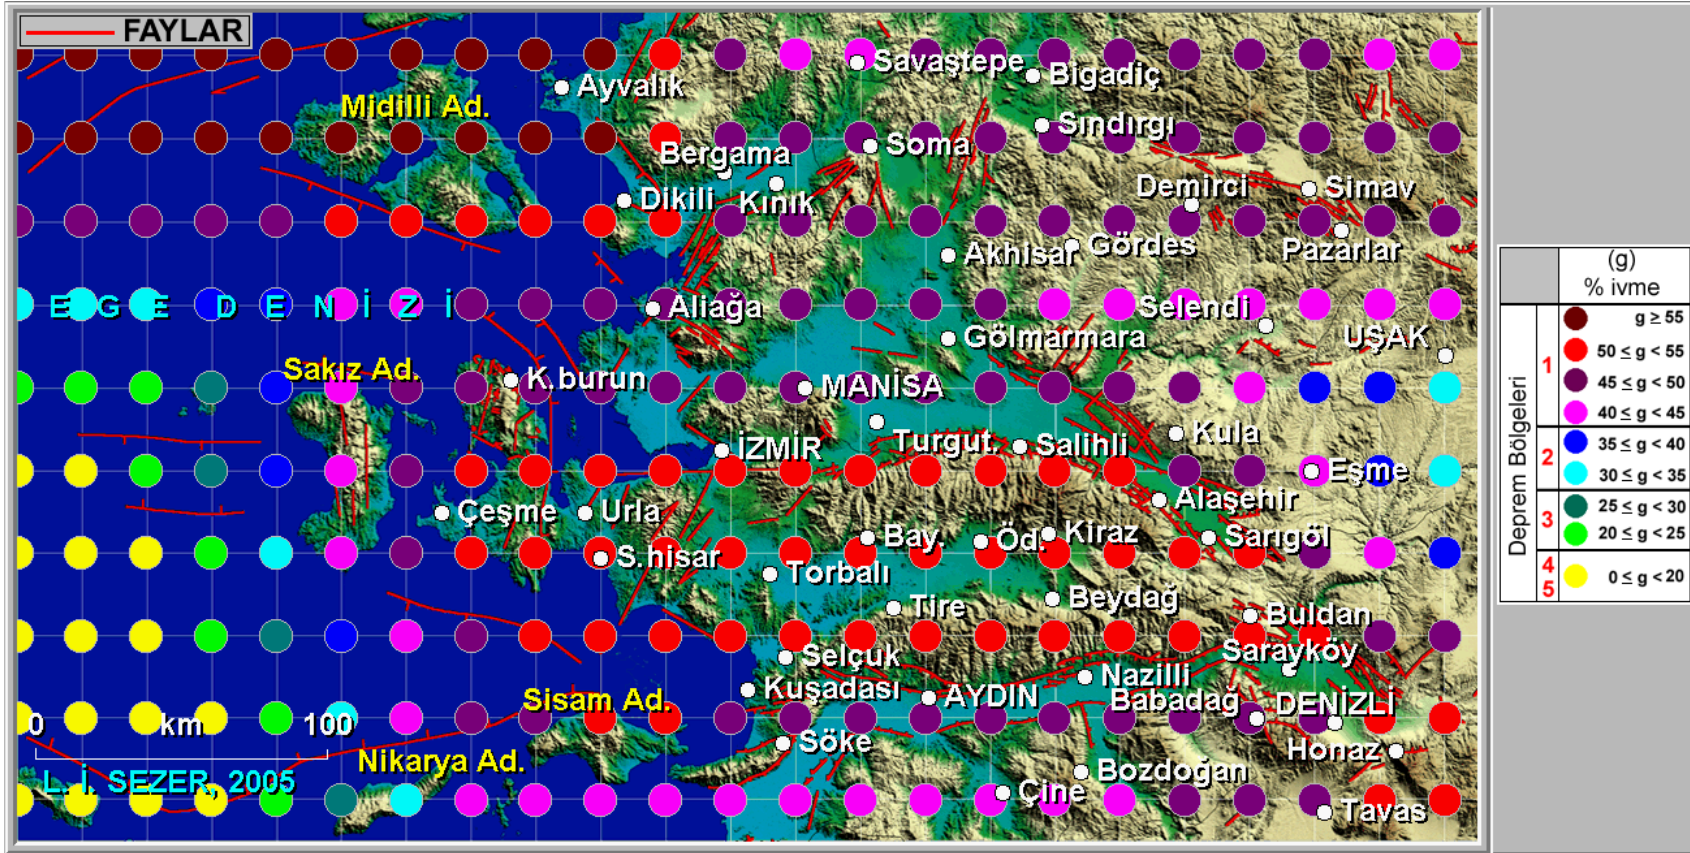 FAYLAR
Savaştepe
Bigadiç
Ayvalık
Midilli Ad.
Sındırgı
Soma
Bergama
Dikili
Kınık
Demirci
Simav
Akhisar
Gördes
Pazarlar
EGE DENİZİ
Aliağa
Selendi
Gölmarmara
UŞAK
Sakız Ad.
K.burun
MANİSA
Turgut.
Salihli
Kula
İZMİR
Eşme
Alaşehir
Çeşme
Urla
Bay.
Öd.
Kiraz
Sarıgöl
S.hisar
Torbalı
Tire
Beydağ
Buldan
Selçuk
Sarayköy
Kuşadası
AYDIN
Nazilli
Babadağ
DENİZLİ
Sisam Ad.
0 km 100
Söke
Honaz
Nikarya Ad.
L. İ. SEZER, 2005
Bozdoğan
Çine
Tavas
(g)
% ivme
Deprem Bölgeleri
1
g ≥ 55
50 ≤ g < 55
45 ≤ g < 50
40 ≤ g < 45
2
35 ≤ g < 40
30 ≤ g < 35
3
25 ≤ g < 30
20 ≤ g < 25
4
5
0 ≤ g < 20